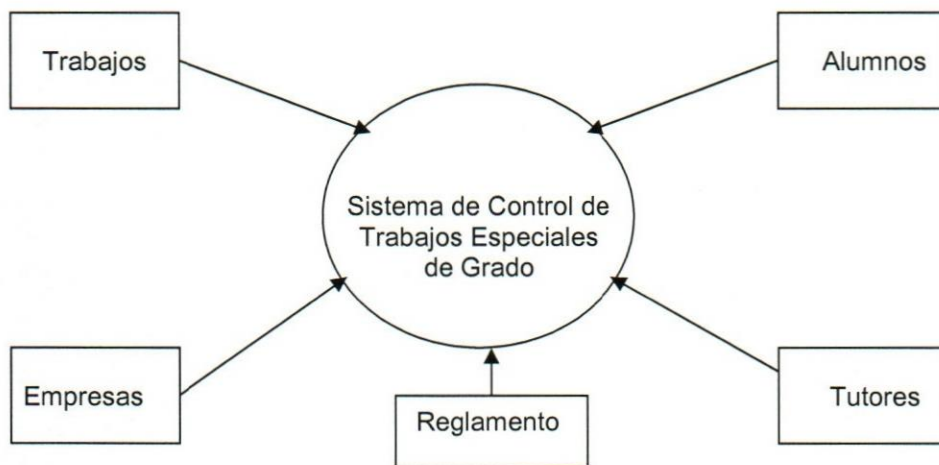 Trabajos
Alumnos
Sistema de Control de
Trabajos Especiales
de Grado
Empresas
Reglamento
Tutores